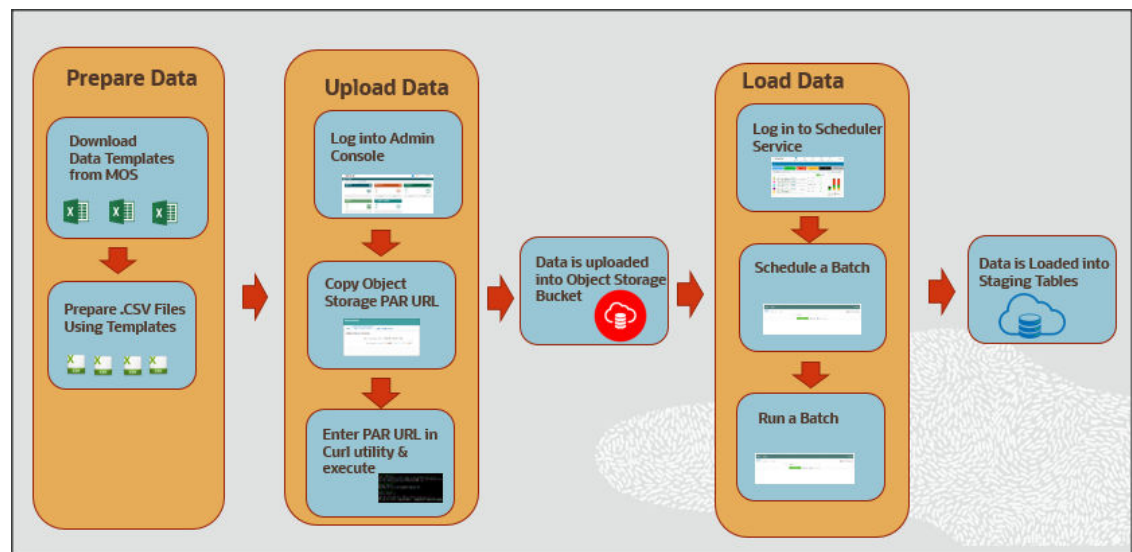 Prepare Data
Download
Data Templates
from MOS
Prepare .CSV Files
Using Templates
Upload Data
Log into Admin
Console
Copy Object
Storage PAR URL
Enter PAR URL in
Curl utility &
execute
Data is uploaded
into Object Storage
Bucket
Load Data
Log in to Scheduler
Service
Schedule a Batch
Run a Batch
Data is Loaded into
Staging Tables